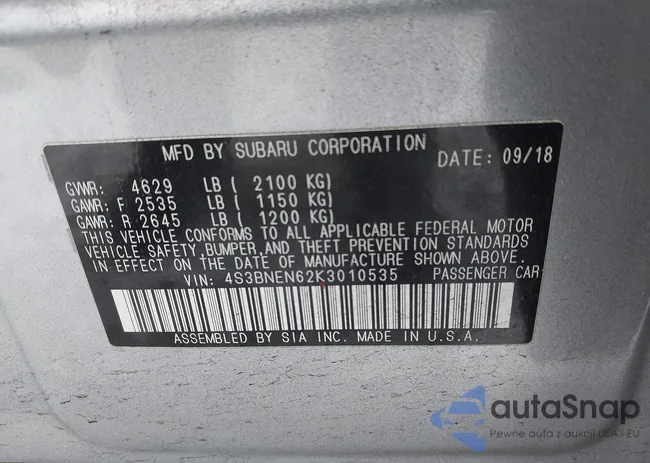 MFD BY SUBARU CORPORATION
DATE: 09/18
GVWR: 4629 LB ( 2100 KG)
GAWR: F 2535 LB ( 1150 KG)
GAWR: R 2645 LB ( 1200 KG)
THIS VEHICLE CONFORMS TO ALL APPLICABLE FEDERAL MOTOR
VEHICLE SAFETY, BUMPER, AND THEFT PREVENTION STANDARDS
IN EFFECT ON THE DATE OF MANUFACTURE SHOWN ABOVE.
VIN: 4S3BNEN62K3010535 PASSENGER CAR
ASSEMBLED BY SIA INC. MADE IN U.S.A.
autaSnap
Pewne auta z aukcji USA i EU